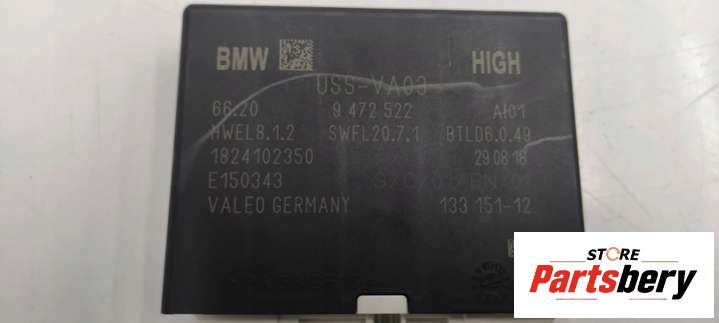 BMW HIGH
USS-VA03
66.20 9 472 522 AI01
HWEL8.1.2 SWFL20.7.1 BTLD6.0.49
1824102350 29.08.18
E150343
VALEO GERMANY 133 151-12
STORE
Partsbery